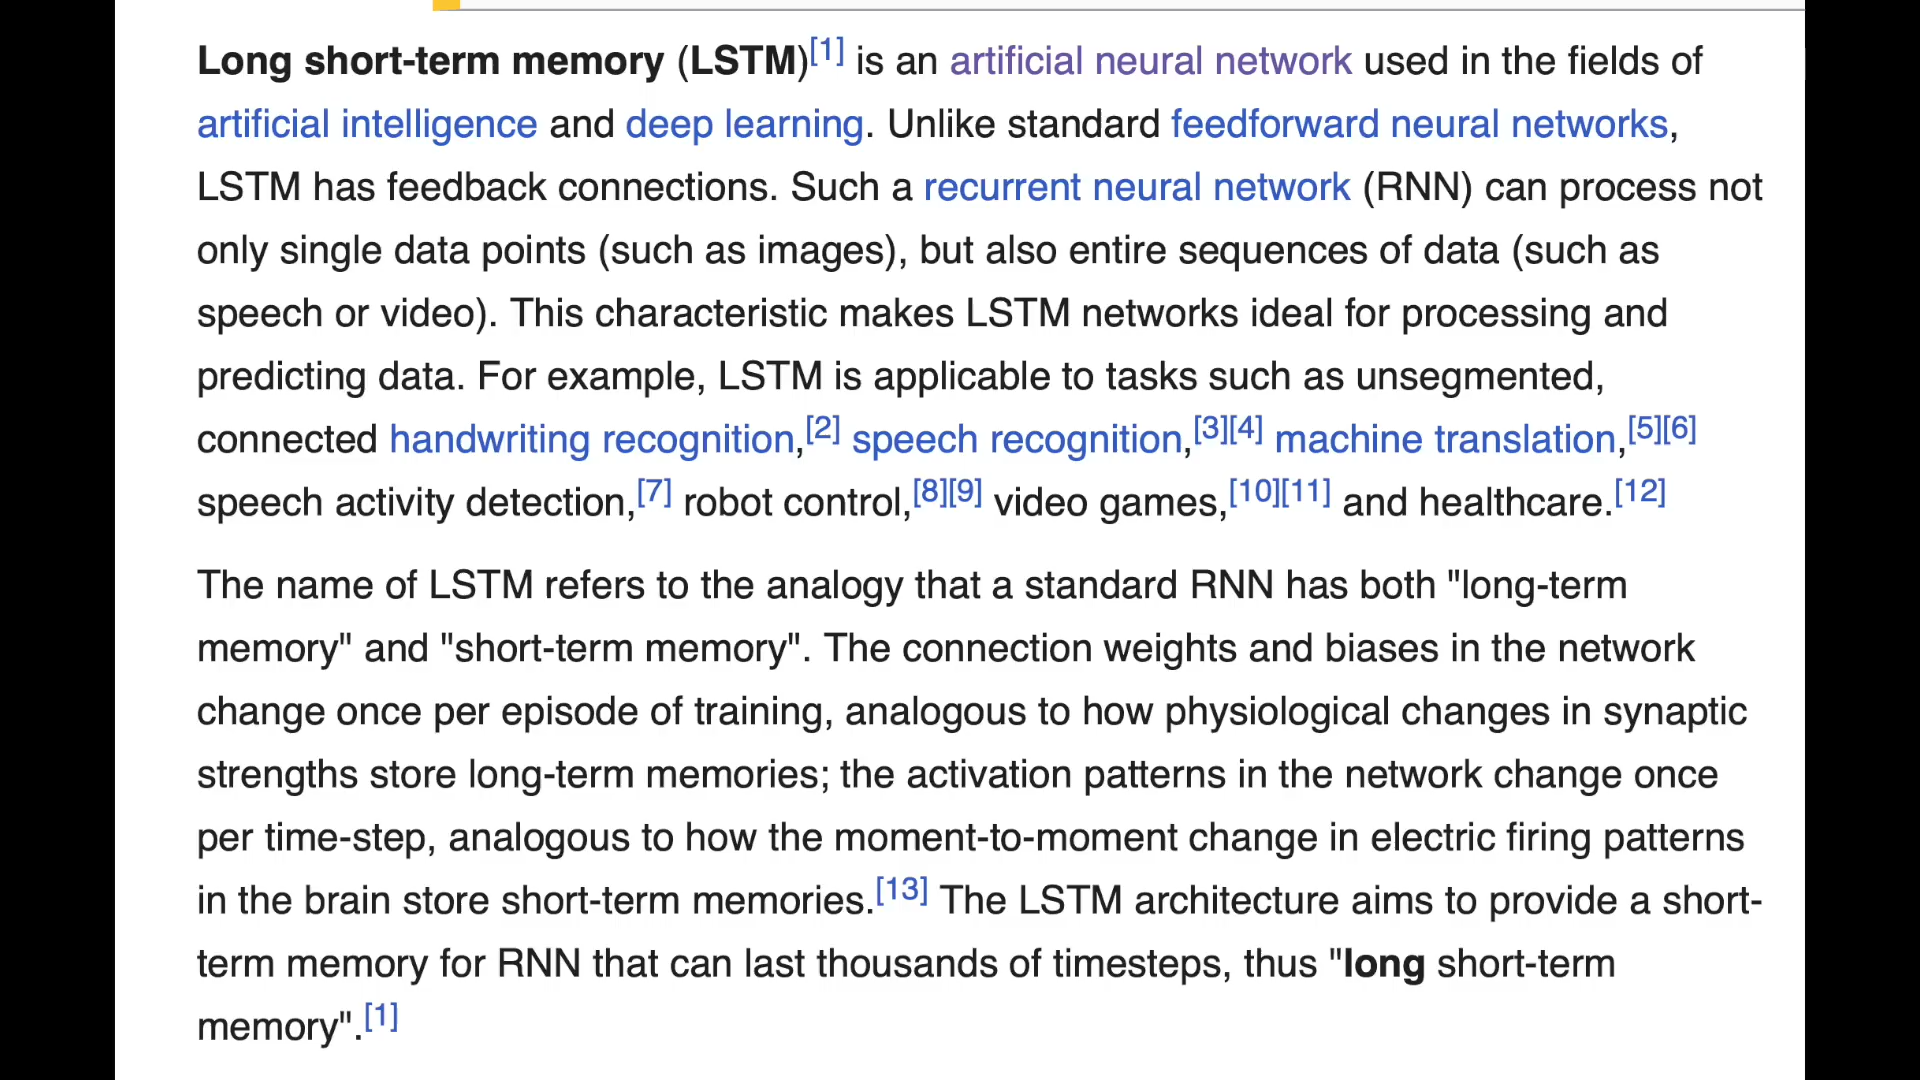 Long short-term memory (LSTM)[1] is an artificial neural network used in the fields of
artificial intelligence and deep learning. Unlike standard feedforward neural networks,
LSTM has feedback connections. Such a recurrent neural network (RNN) can process not
only single data points (such as images), but also entire sequences of data (such as
speech or video). This characteristic makes LSTM networks ideal for processing and
predicting data. For example, LSTM is applicable to tasks such as unsegmented,
connected handwriting recognition,[2] speech recognition,[3][4] machine translation,[5][6]
speech activity detection,[7] robot control,[8][9] video games,[10][11] and healthcare.[12]
The name of LSTM refers to the analogy that a standard RNN has both "long-term
memory" and "short-term memory". The connection weights and biases in the network
change once per episode of training, analogous to how physiological changes in synaptic
strengths store long-term memories; the activation patterns in the network change once
per time-step, analogous to how the moment-to-moment change in electric firing patterns
in the brain store short-term memories.[13] The LSTM architecture aims to provide a short-
term memory for RNN that can last thousands of timesteps, thus "long short-term
memory".[1]